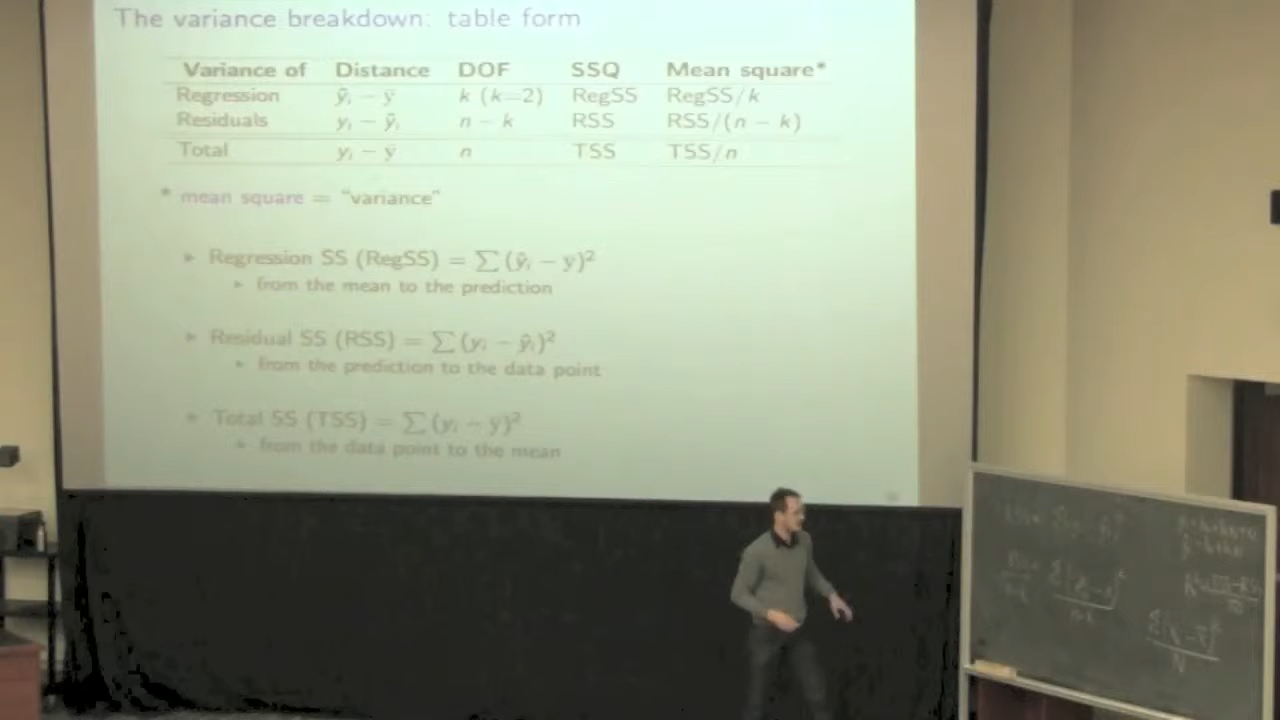 The variance breakdown: table form
Variance of Distance DOF SSQ Mean square*
Regression ŷᵢ − ȳ k (k=2) RegSS RegSS/k
Residuals yᵢ − ŷᵢ n − k RSS RSS/(n − k)
Total yᵢ − ȳ n TSS TSS/n
* mean square = "variance"
▶ Regression SS (RegSS) = ∑(ŷᵢ − ȳ)²
▶ from the mean to the prediction
▶ Residual SS (RSS) = ∑(yᵢ − ŷᵢ)²
▶ from the prediction to the data point
▶ Total SS (TSS) = ∑(yᵢ − ȳ)²
▶ from the data point to the mean